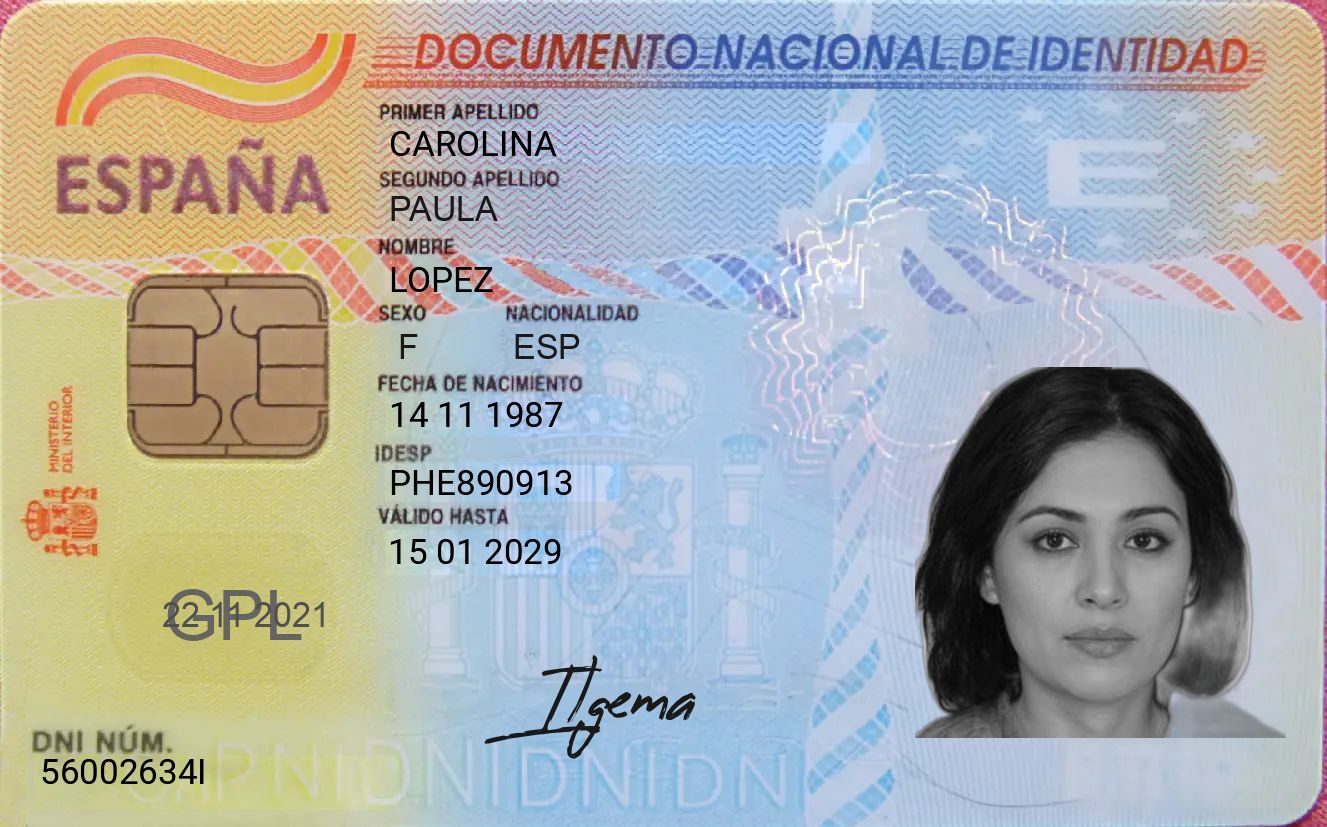 DOCUMENTO NACIONAL DE IDENTIDAD
ESPAÑA
PRIMER APELLIDO
CAROLINA
SEGUNDO APELLIDO
PAULA
NOMBRE
LOPEZ
SEXO NACIONALIDAD
F ESP
FECHA DE NACIMIENTO
14 11 1987
IDESP
PHE890913
VÁLIDO HASTA
15 01 2029
MINISTERIO
DEL INTERIOR
E
GPL
22-11-2021
Ilgema
DNI NÚM.
56002634I